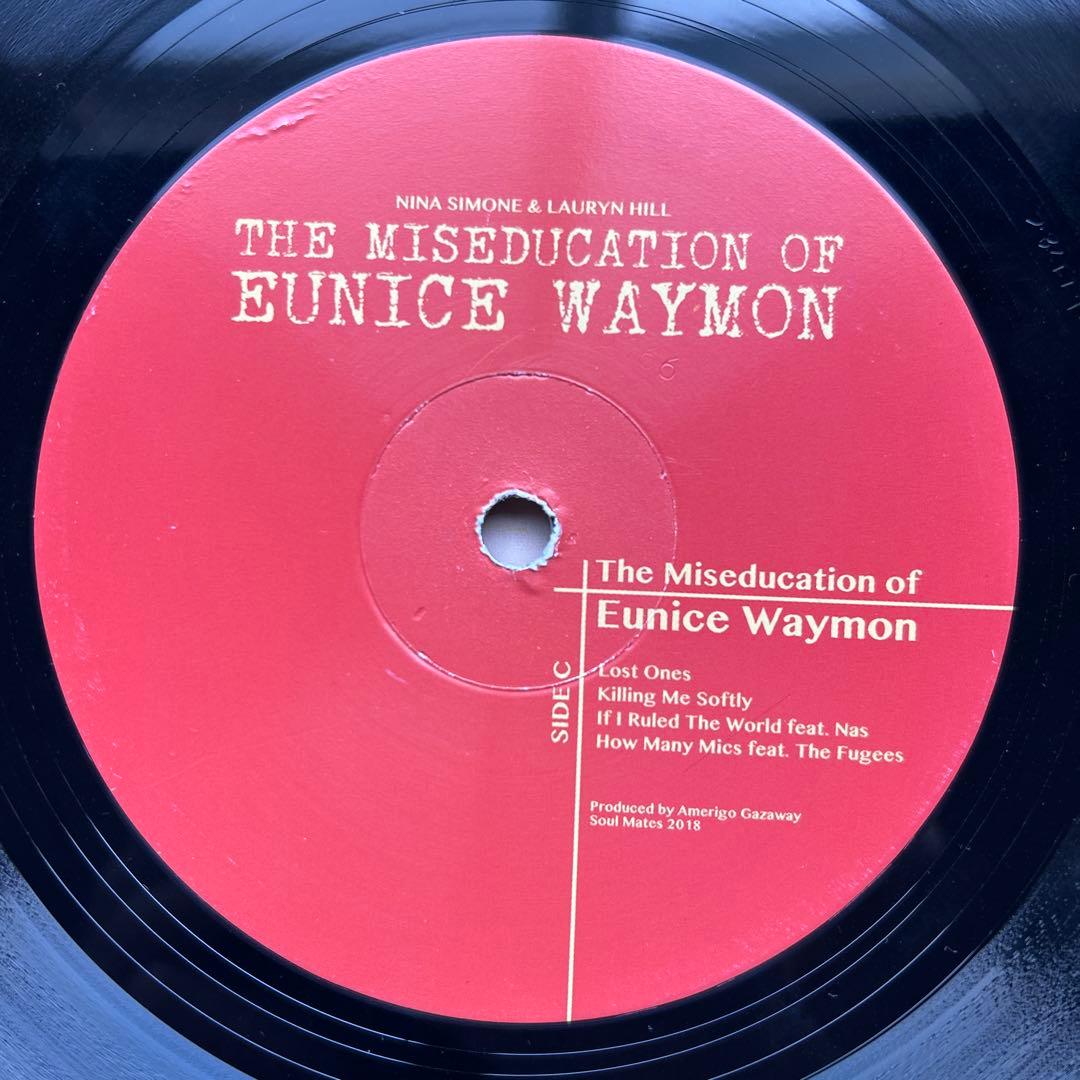 NINA SIMONE & LAURYN HILL
THE MISEDUCATION OF
EUNICE WAYMON
The Miseducation of
Eunice Waymon
SIDE C
Lost Ones
Killing Me Softly
If I Ruled The World feat. Nas
How Many Mics feat. The Fugees
Produced by Amerigo Gazaway
Soul Mates 2018